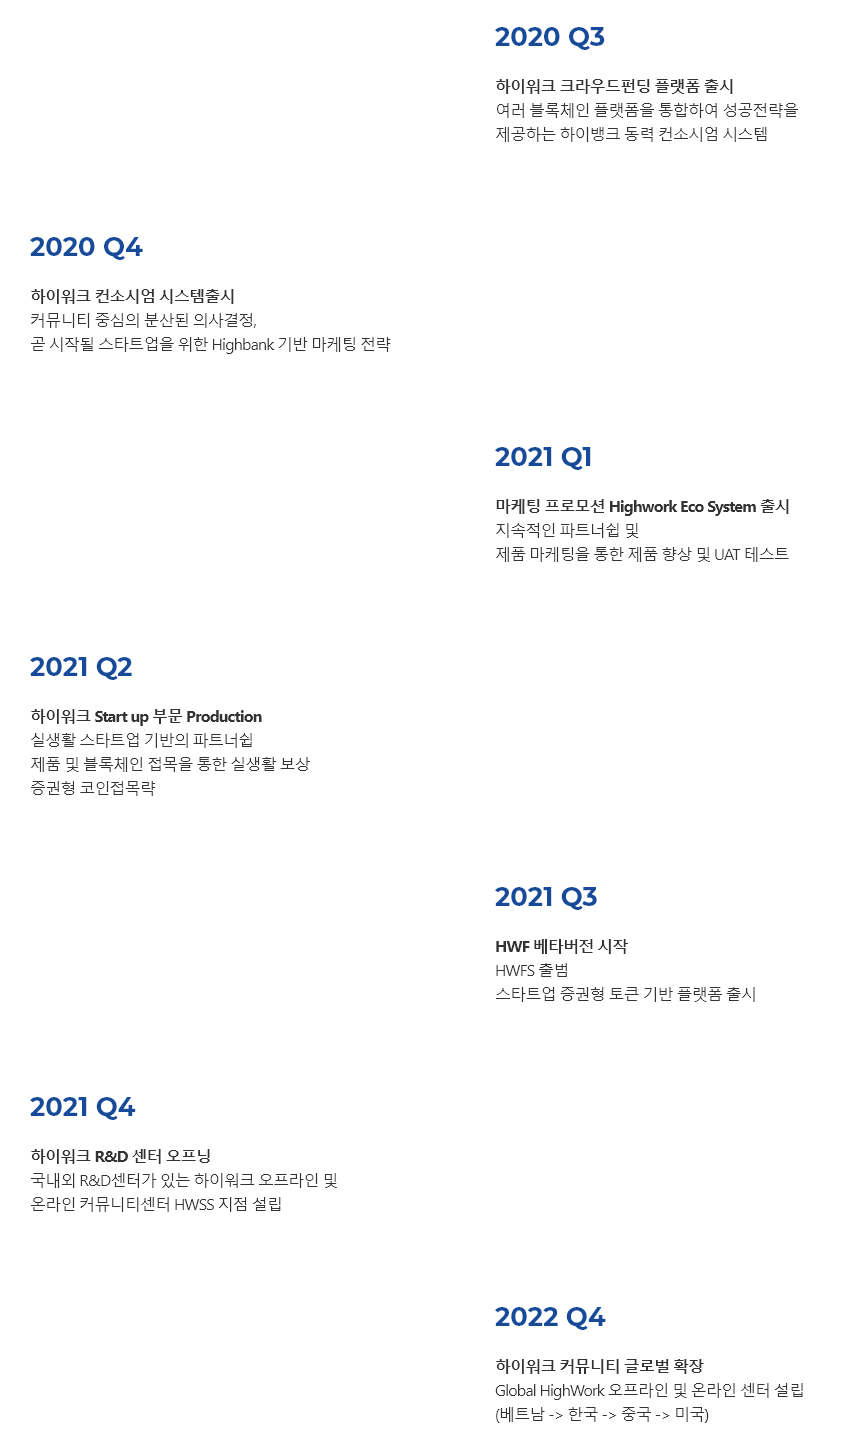 2020 Q3
하이워크 크라우드펀딩 플랫폼 출시
여러 블록체인 플랫폼을 통합하여 성공전략을
제공하는 하이뱅크 동력 컨소시엄 시스템
2020 Q4
하이워크 컨소시엄 시스템출시
커뮤니티 중심의 분산된 의사결정,
곧 시작될 스타트업을 위한 Highbank 기반 마케팅 전략
2021 Q1
마케팅 프로모션 Highwork Eco System 출시
지속적인 파트너쉽 및
제품 마케팅을 통한 제품 향상 및 UAT 테스트
2021 Q2
하이워크 Start up 부문 Production
실생활 스타트업 기반의 파트너쉽
제품 및 블록체인 접목을 통한 실생활 보상
증권형 코인접목략
2021 Q3
HWF 베타버전 시작
HWFS 출범
스타트업 증권형 토큰 기반 플랫폼 출시
2021 Q4
하이워크 R&D 센터 오프닝
국내외 R&D센터가 있는 하이워크 오프라인 및
온라인 커뮤니티센터 HWSS 지점 설립
2022 Q4
하이워크 커뮤니티 글로벌 확장
Global HighWork 오프라인 및 온라인 센터 설립
(베트남 -> 한국 -> 중국 -> 미국)